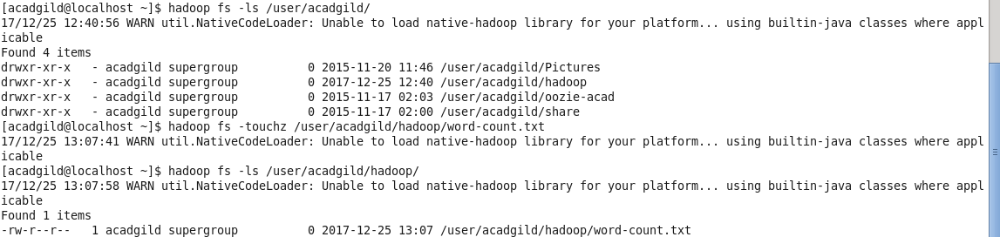 [acadgild@localhost ~]$ hadoop fs -ls /user/acadgild/
17/12/25 12:40:56 WARN util.NativeCodeLoader: Unable to load native-hadoop library for your platform... using builtin-java classes where appl
icable
Found 4 items
drwxr-xr-x   - acadgild supergroup          0 2015-11-20 11:46 /user/acadgild/Pictures
drwxr-xr-x   - acadgild supergroup          0 2017-12-25 12:40 /user/acadgild/hadoop
drwxr-xr-x   - acadgild supergroup          0 2015-11-17 02:03 /user/acadgild/oozie-acad
drwxr-xr-x   - acadgild supergroup          0 2015-11-17 02:00 /user/acadgild/share
[acadgild@localhost ~]$ hadoop fs -touchz /user/acadgild/hadoop/word-count.txt
17/12/25 13:07:41 WARN util.NativeCodeLoader: Unable to load native-hadoop library for your platform... using builtin-java classes where appl
icable
[acadgild@localhost ~]$ hadoop fs -ls /user/acadgild/hadoop/
17/12/25 13:07:58 WARN util.NativeCodeLoader: Unable to load native-hadoop library for your platform... using builtin-java classes where appl
icable
Found 1 items
-rw-r--r--   1 acadgild supergroup          0 2017-12-25 13:07 /user/acadgild/hadoop/word-count.txt